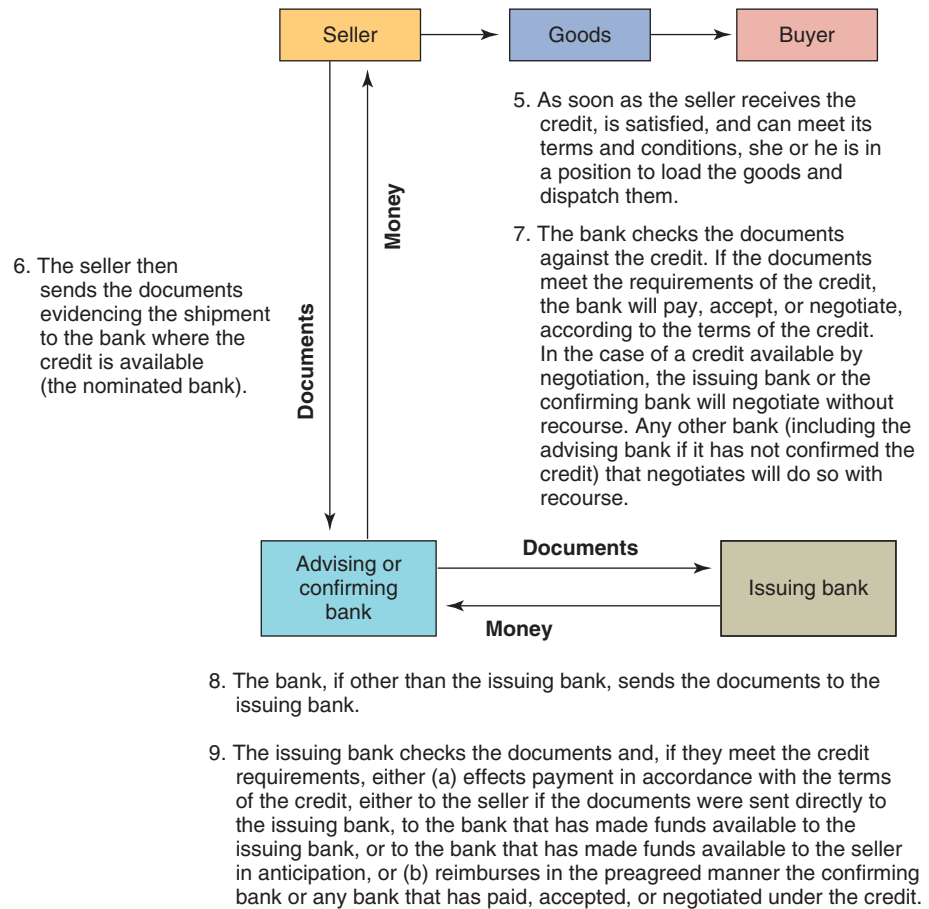 Seller
Goods
Buyer
5. As soon as the seller receives the
credit, is satisfied, and can meet its
terms and conditions, she or he is in
a position to load the goods and
dispatch them.
Money
7. The bank checks the documents
against the credit. If the documents
meet the requirements of the credit,
the bank will pay, accept, or negotiate,
according to the terms of the credit.
In the case of a credit available by
negotiation, the issuing bank or the
confirming bank will negotiate without
recourse. Any other bank (including the
advising bank if it has not confirmed the
credit) that negotiates will do so with
recourse.
6. The seller then
sends the documents
evidencing the shipment
to the bank where the
credit is available
(the nominated bank).
Documents
Advising or
confirming
bank
Documents
Money
Issuing bank
8. The bank, if other than the issuing bank, sends the documents to the
issuing bank.
9. The issuing bank checks the documents and, if they meet the credit
requirements, either (a) effects payment in accordance with the terms
of the credit, either to the seller if the documents were sent directly to
the issuing bank, to the bank that has made funds available to the
issuing bank, or to the bank that has made funds available to the seller
in anticipation, or (b) reimburses in the preagreed manner the confirming
bank or any bank that has paid, accepted, or negotiated under the credit.